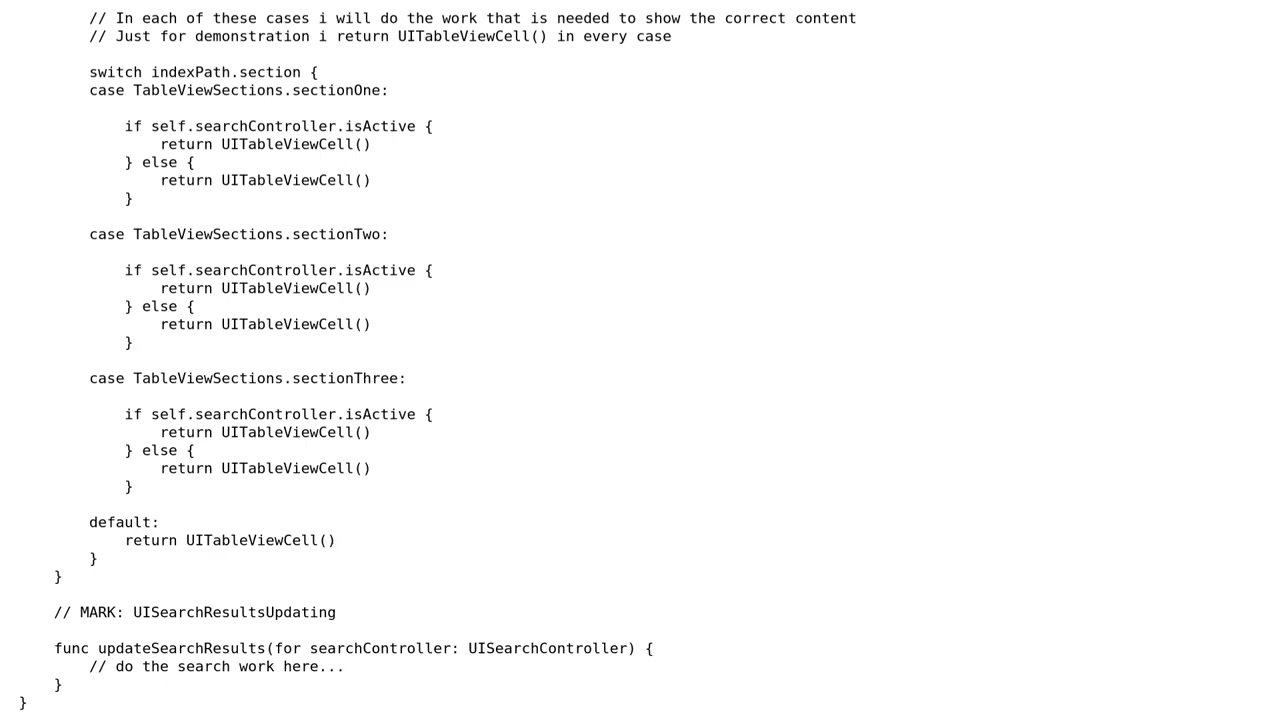 // In each of these cases i will do the work that is needed to show the correct content
// Just for demonstration i return UITableViewCell() in every case
switch indexPath.section {
case TableViewSections.sectionOne:
if self.searchController.isActive {
return UITableViewCell()
} else {
return UITableViewCell()
}
case TableViewSections.sectionTwo:
if self.searchController.isActive {
return UITableViewCell()
} else {
return UITableViewCell()
}
case TableViewSections.sectionThree:
if self.searchController.isActive {
return UITableViewCell()
} else {
return UITableViewCell()
}
default:
return UITableViewCell()
}
}
// MARK: UISearchResultsUpdating
func updateSearchResults(for searchController: UISearchController) {
// do the search work here...
}
}